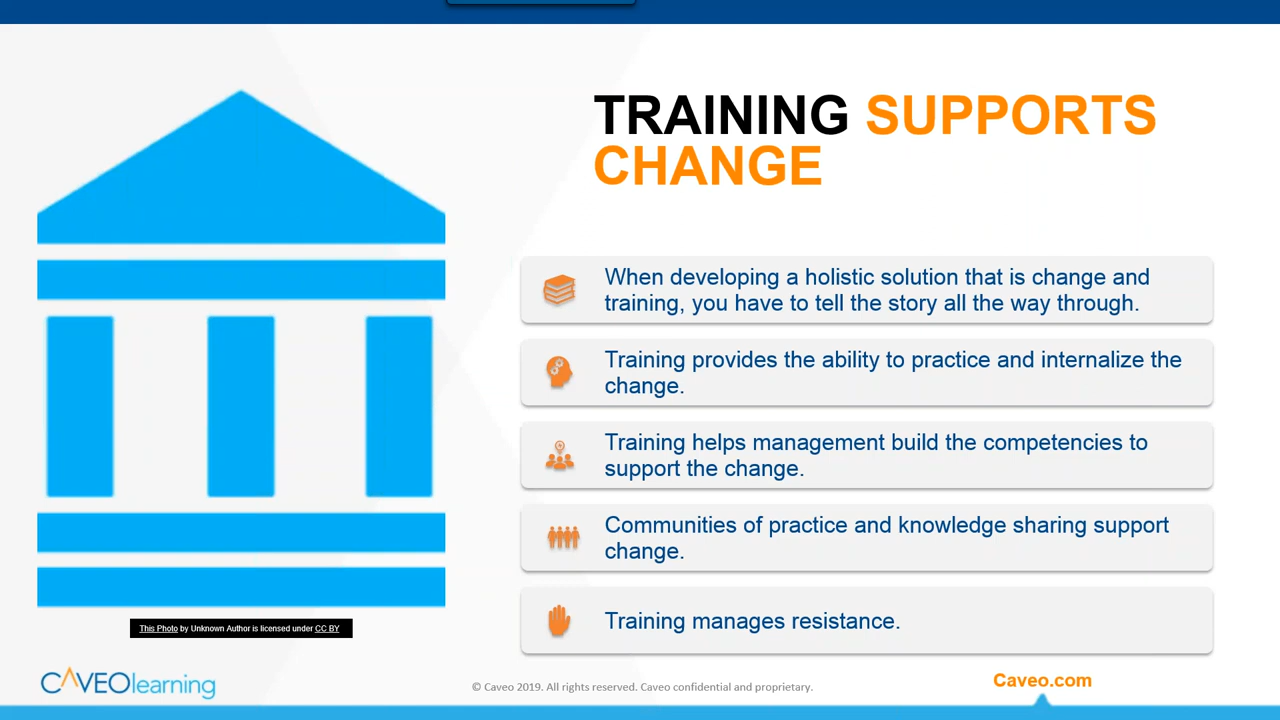 TRAINING SUPPORTS
CHANGE
When developing a holistic solution that is change and
training, you have to tell the story all the way through.
Training provides the ability to practice and internalize the
change.
Training helps management build the competencies to
support the change.
Communities of practice and knowledge sharing support
change.
Training manages resistance.
This Photo by Unknown Author is licensed under CC BY
CAVEOlearning
© Caveo 2019. All rights reserved. Caveo confidential and proprietary.
Caveo.com